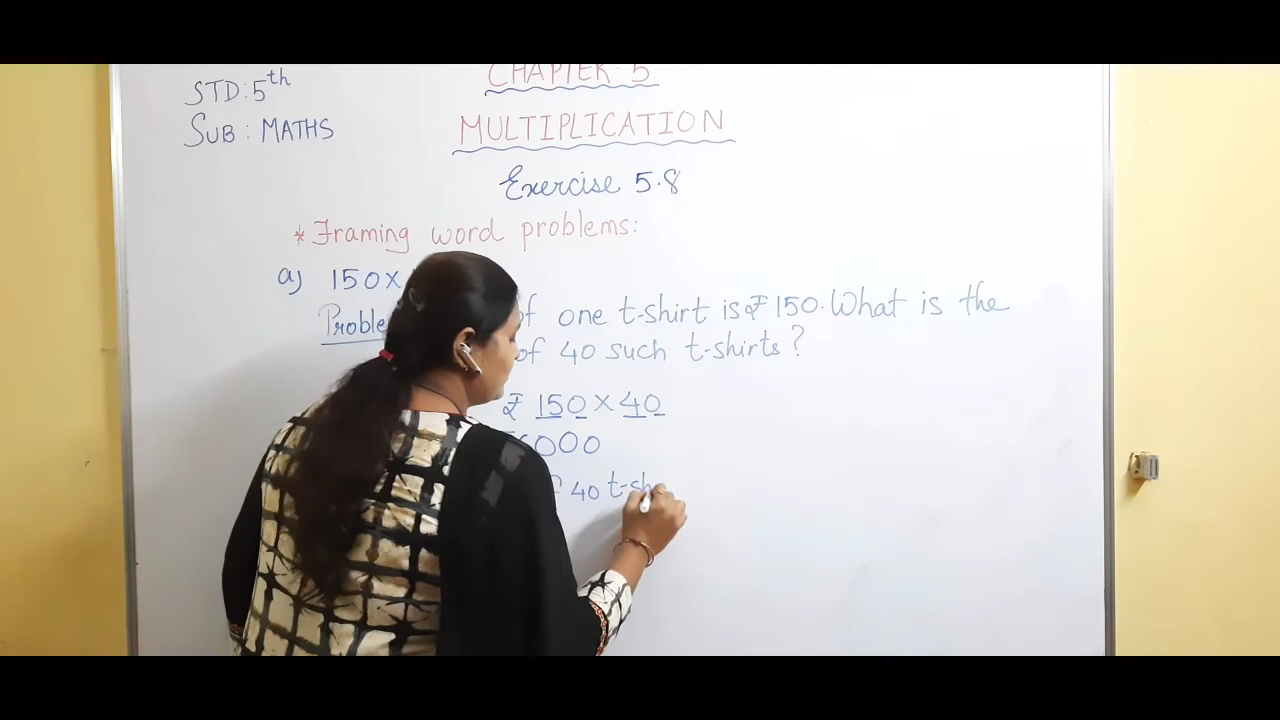 STD: 5th
SUB: MATHS
CHAPTER: 5
MULTIPLICATION
Exercise 5.8
* Framing word problems:
a) 150×
of one t-shirt is ₹ 150. What is the
of 40 such t-shirts?
₹ 150 × 40
000
40 t-sh